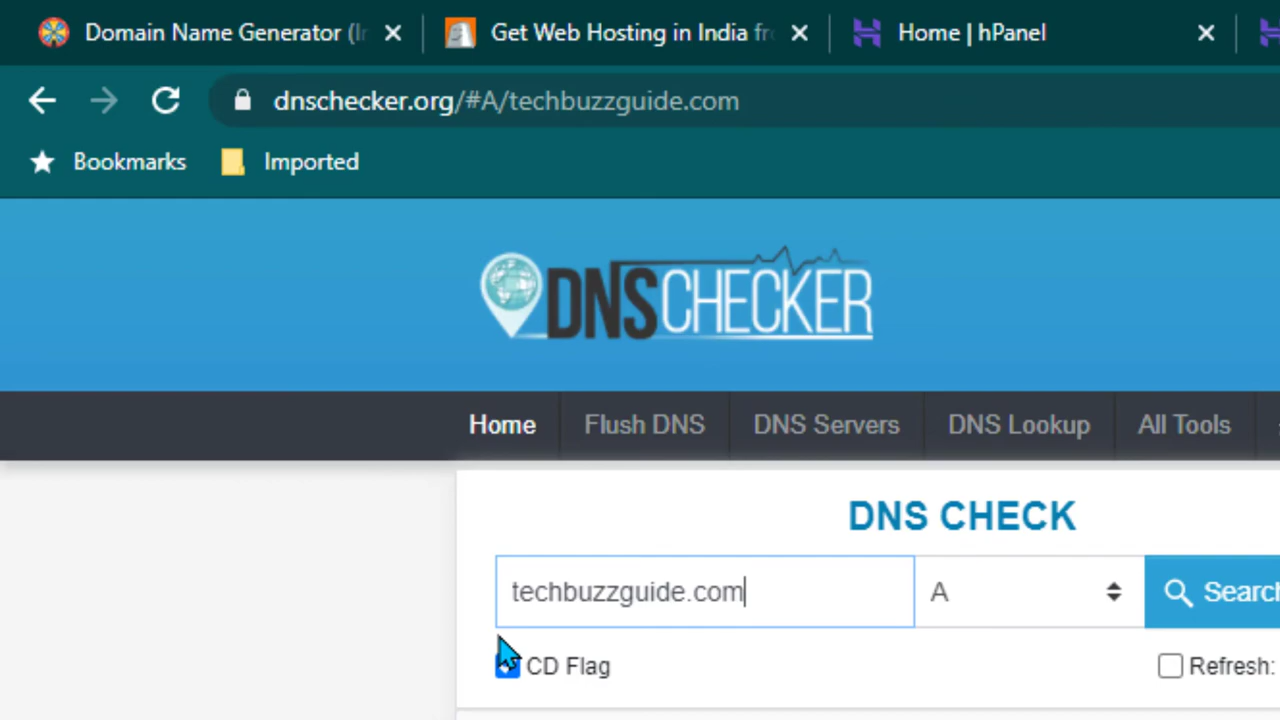 Domain Name Generator (
Get Web Hosting in India fr
Home | hPanel
dnschecker.org/#A/techbuzzguide.com
Bookmarks
Imported
DNSCHECKER
Home
Flush DNS
DNS Servers
DNS Lookup
All Tools
DNS CHECK
techbuzzguide.com
A
Search
CD Flag
Refresh: